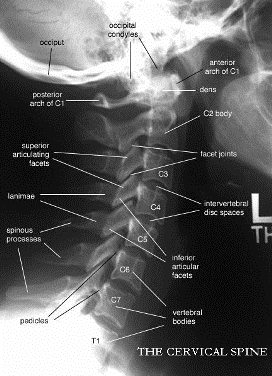 occipital
condyles
occiput
anterior
arch of C1
posterior
arch of C1
dens
C2 body
superior
articulating
facets
facet joints
C3
lanimae
intervertebral
disc spaces
C4
spinous
processes
C5
inferior
articular
facets
C6
pedicles
C7
vertebral
bodies
T1
L
TH
THE CERVICAL SPINE